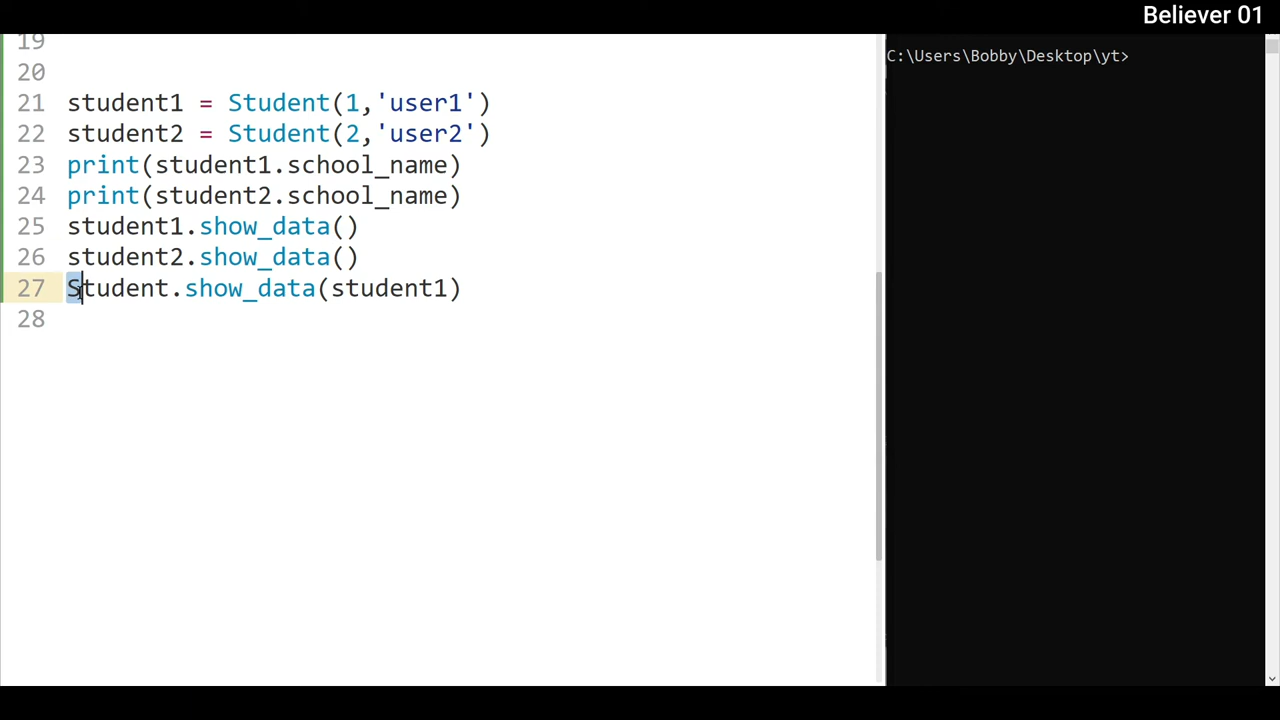 Believer 01
19
20
21 student1 = Student(1,'user1')
22 student2 = Student(2,'user2')
23 print(student1.school_name)
24 print(student2.school_name)
25 student1.show_data()
26 student2.show_data()
27 Student.show_data(student1)
28
C:\Users\Bobby\Desktop\yt>